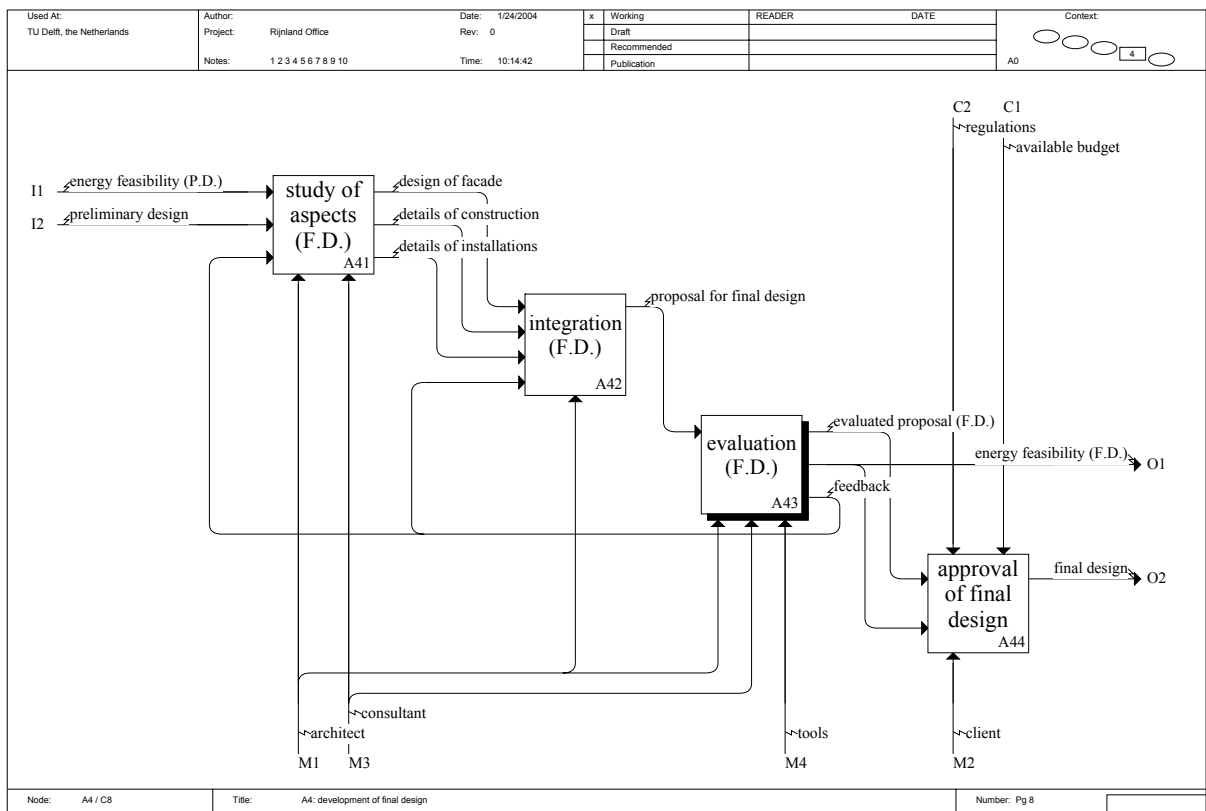 Used At:
TU Delft, the Netherlands
Author:
Project: Rijnland Office
Notes: 1 2 3 4 5 6 7 8 9 10
Date: 1/24/2004
Rev: 0
Time: 10:14:42
x Working
Draft
Recommended
Publication
READER DATE
Context:
4
A0
C2 C1
regulations
available budget
I1 energy feasibility (P.D.)
I2 preliminary design
study of
aspects
(F.D.)
A41
design of facade
details of construction
details of installations
integration
(F.D.)
A42
proposal for final design
evaluation
(F.D.)
A43
evaluated proposal (F.D.)
energy feasibility (F.D.) O1
feedback
approval
of final
design
A44
final design O2
consultant
architect
tools
client
M1 M3 M4 M2
Node: A4 / C8
Title: A4: development of final design
Number: Pg 8